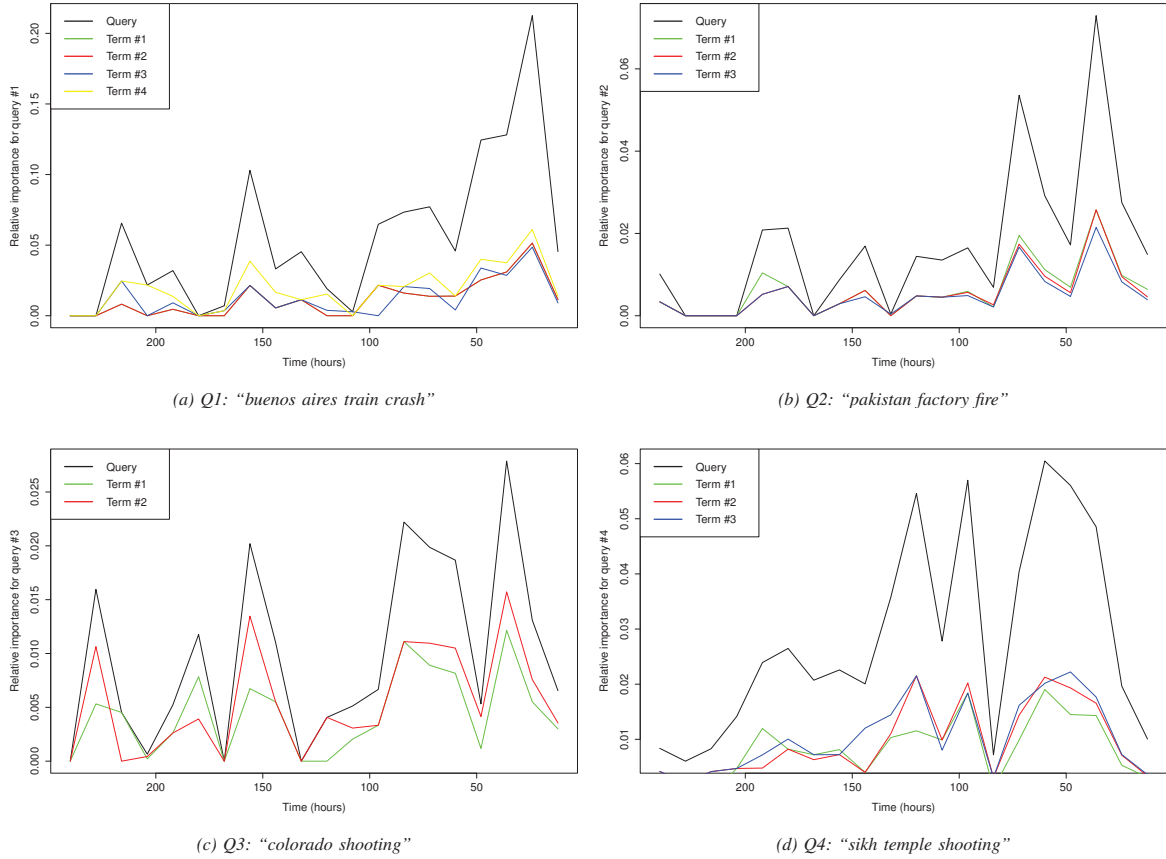 Relative importance for query #1
0.00 0.05 0.10 0.15 0.20
Query
Term #1
Term #2
Term #3
Term #4
200 150 100 50
Time (hours)
(a) Q1: “buenos aires train crash”
Relative importance for query #2
0.00 0.02 0.04 0.06
Query
Term #1
Term #2
Term #3
200 150 100 50
Time (hours)
(b) Q2: “pakistan factory fire”
Relative importance for query #3
0.000 0.005 0.010 0.015 0.020 0.025
Query
Term #1
Term #2
200 150 100 50
Time (hours)
(c) Q3: “colorado shooting”
Relative importance for query #4
0.01 0.02 0.03 0.04 0.05 0.06
Query
Term #1
Term #2
Term #3
200 150 100 50
Time (hours)
(d) Q4: “sikh temple shooting”